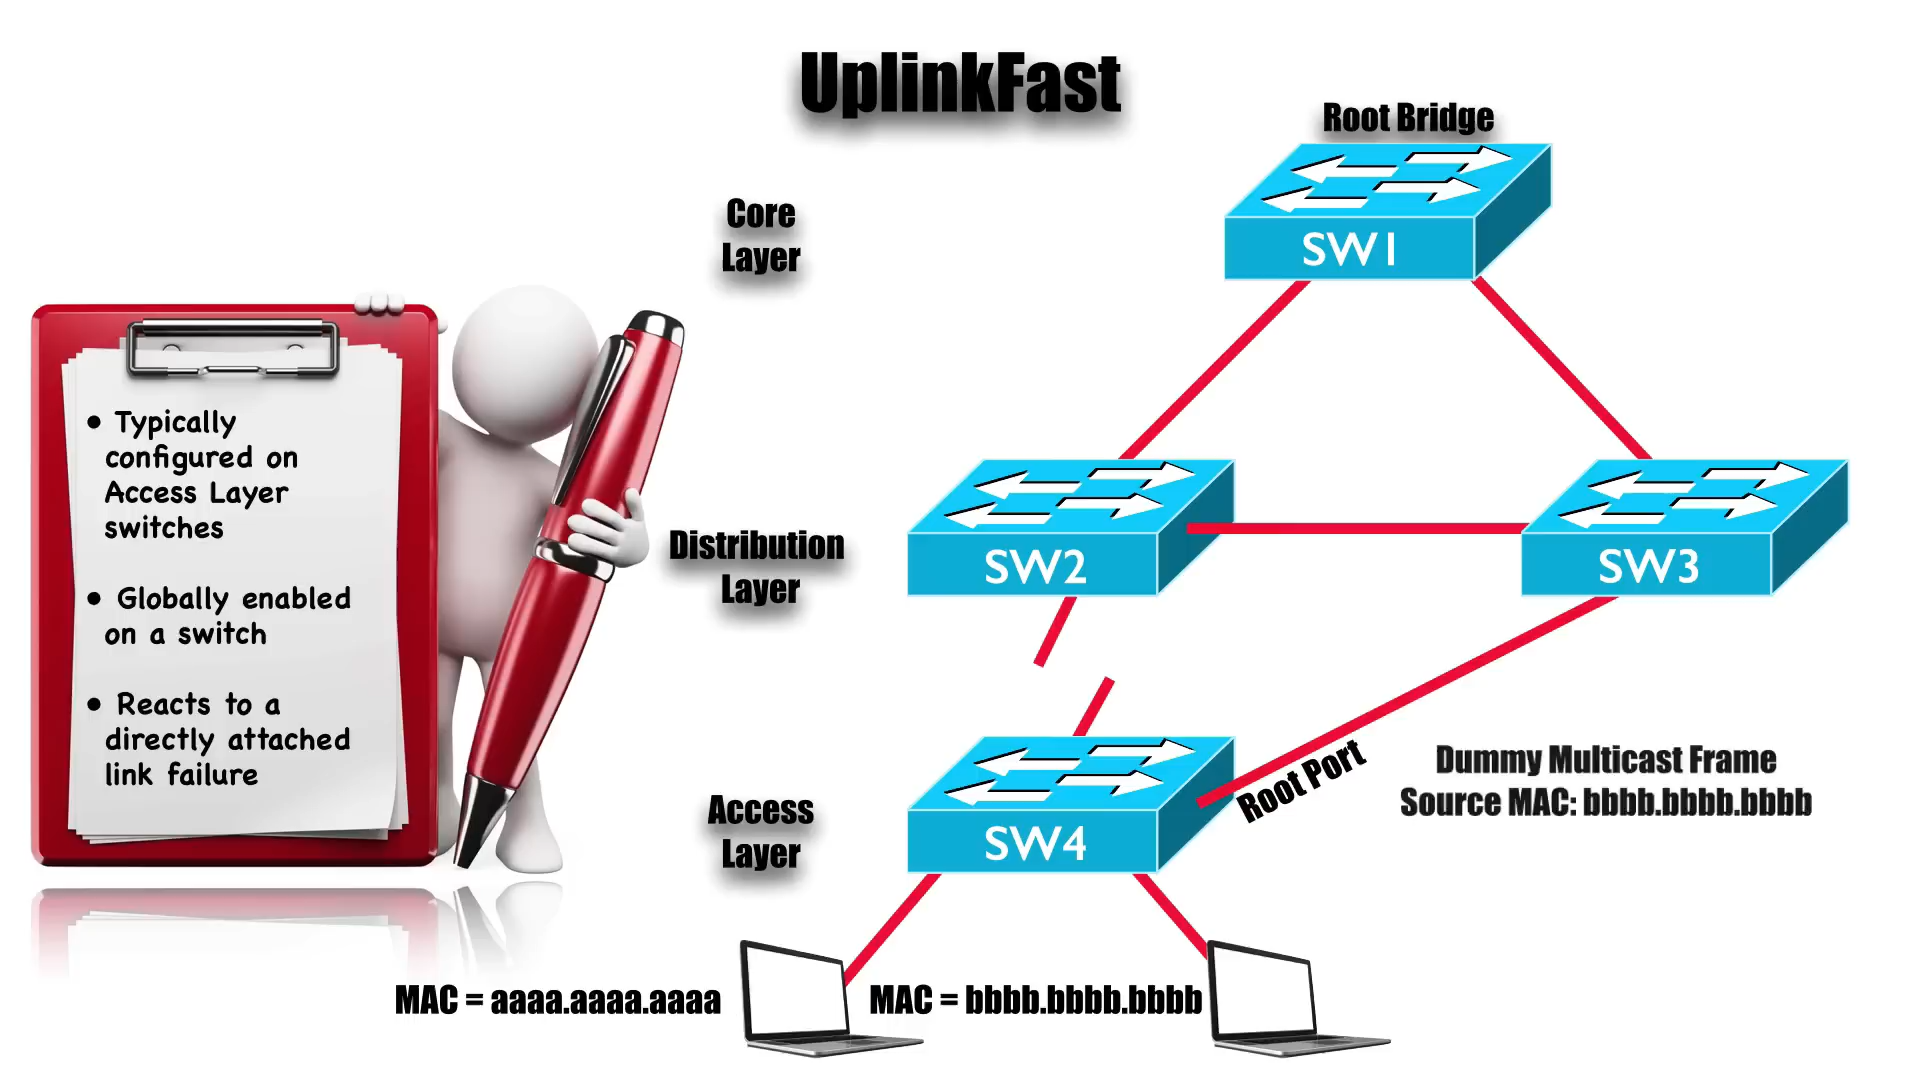 UplinkFast
Root Bridge
Core
Layer
SW1
• Typically
configured on
Access Layer
switches
• Globally enabled
on a switch
• Reacts to a
directly attached
link failure
Distribution
Layer
SW2
SW3
Root Port
Dummy Multicast Frame
Source MAC: bbbb.bbbb.bbbb
Access
Layer
SW4
MAC = aaaa.aaaa.aaaa
MAC = bbbb.bbbb.bbbb